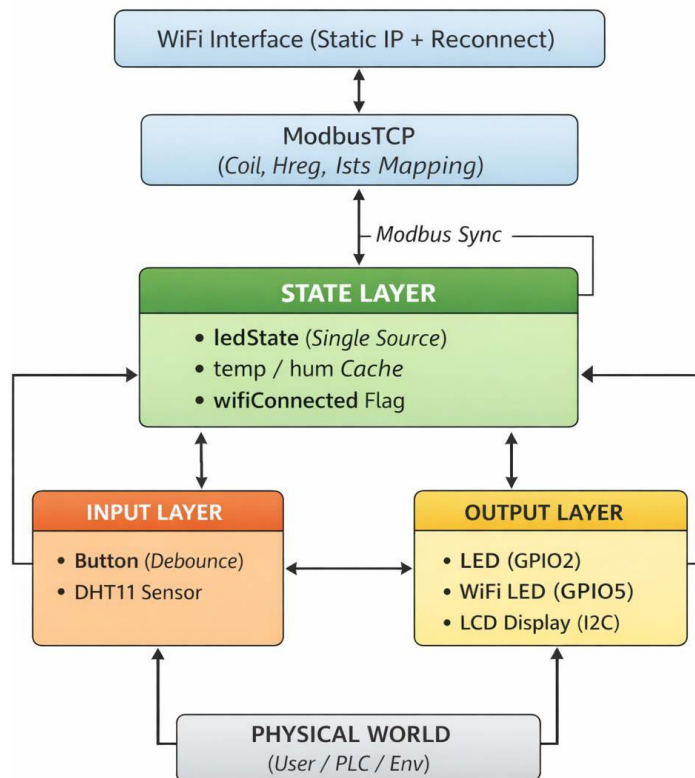 WiFi Interface (Static IP + Reconnect)
ModbusTCP
(Coil, Hreg, Ists Mapping)
Modbus Sync
STATE LAYER
• ledState (Single Source)
• temp / hum Cache
• wifiConnected Flag
INPUT LAYER
• Button (Debounce)
• DHT11 Sensor
OUTPUT LAYER
• LED (GPIO2)
• WiFi LED (GPIO5)
• LCD Display (I2C)
PHYSICAL WORLD
(User / PLC / Env)